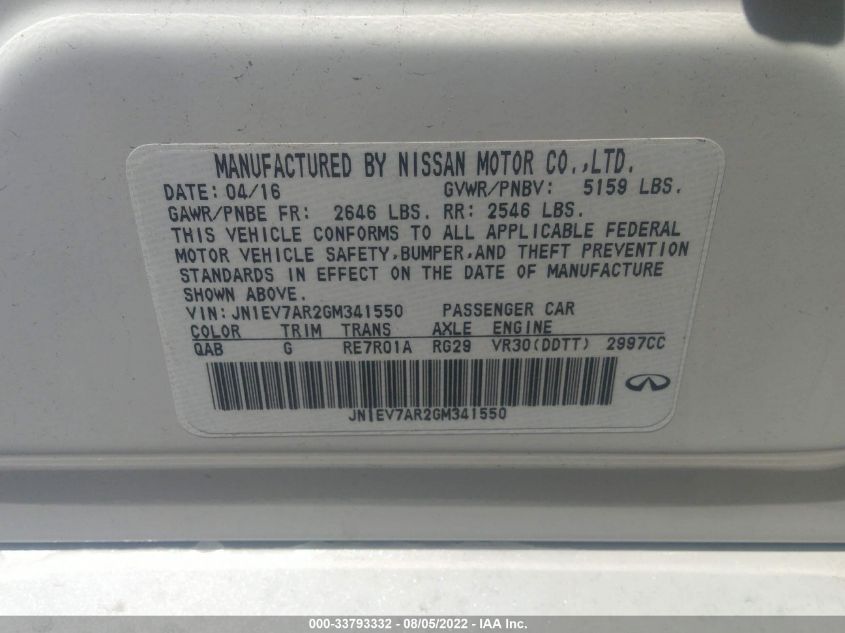 MANUFACTURED BY NISSAN MOTOR CO.,LTD.
DATE: 04/16 GVWR/PNBV: 5159 LBS.
GAWR/PNBE FR: 2646 LBS. RR: 2546 LBS.
THIS VEHICLE CONFORMS TO ALL APPLICABLE FEDERAL
MOTOR VEHICLE SAFETY,BUMPER,AND THEFT PREVENTION
STANDARDS IN EFFECT ON THE DATE OF MANUFACTURE
SHOWN ABOVE.
VIN:JN1EV7AR2GM341550 PASSENGER CAR
COLOR TRIM TRANS AXLE ENGINE
QAB G RE7R01A RG29 VR30(DDTT) 2997CC
JN1EV7AR2GM341550
000-33793332 - 08/05/2022 - IAA Inc.